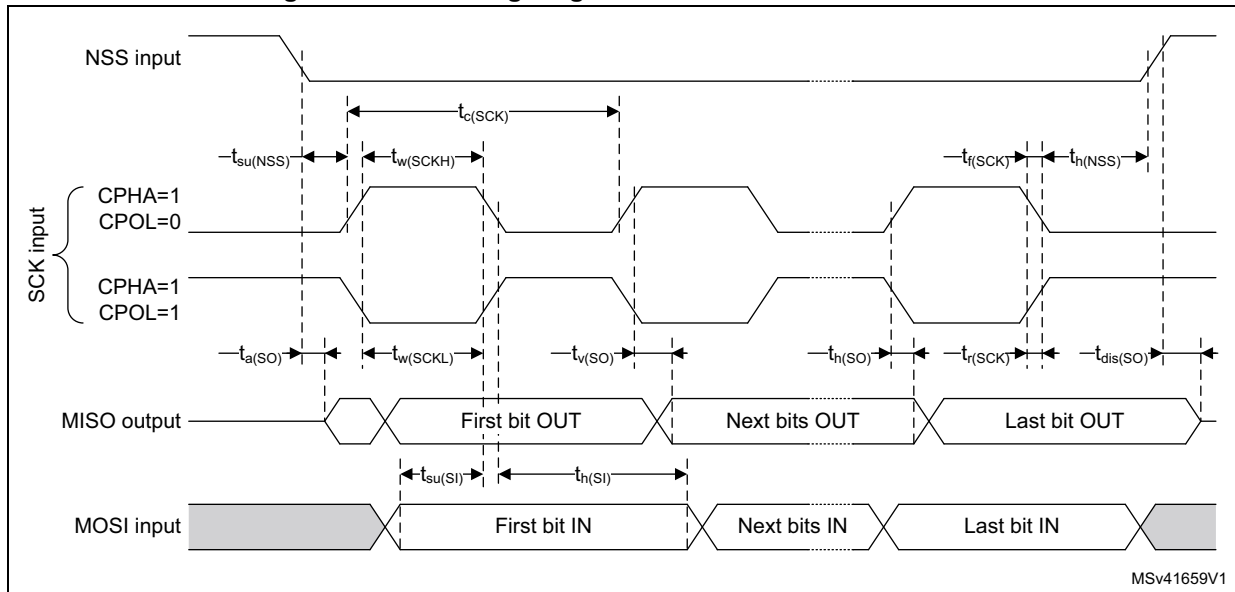 NSS input
tc(SCK)
tsu(NSS)
tw(SCKH)
tf(SCK)
th(NSS)
SCK input
CPHA=1
CPOL=0
CPHA=1
CPOL=1
ta(SO)
tw(SCKL)
tv(SO)
th(SO)
tr(SCK)
tdis(SO)
MISO output
First bit OUT
Next bits OUT
Last bit OUT
tsu(SI)
th(SI)
MOSI input
First bit IN
Next bits IN
Last bit IN
MSv41659V1